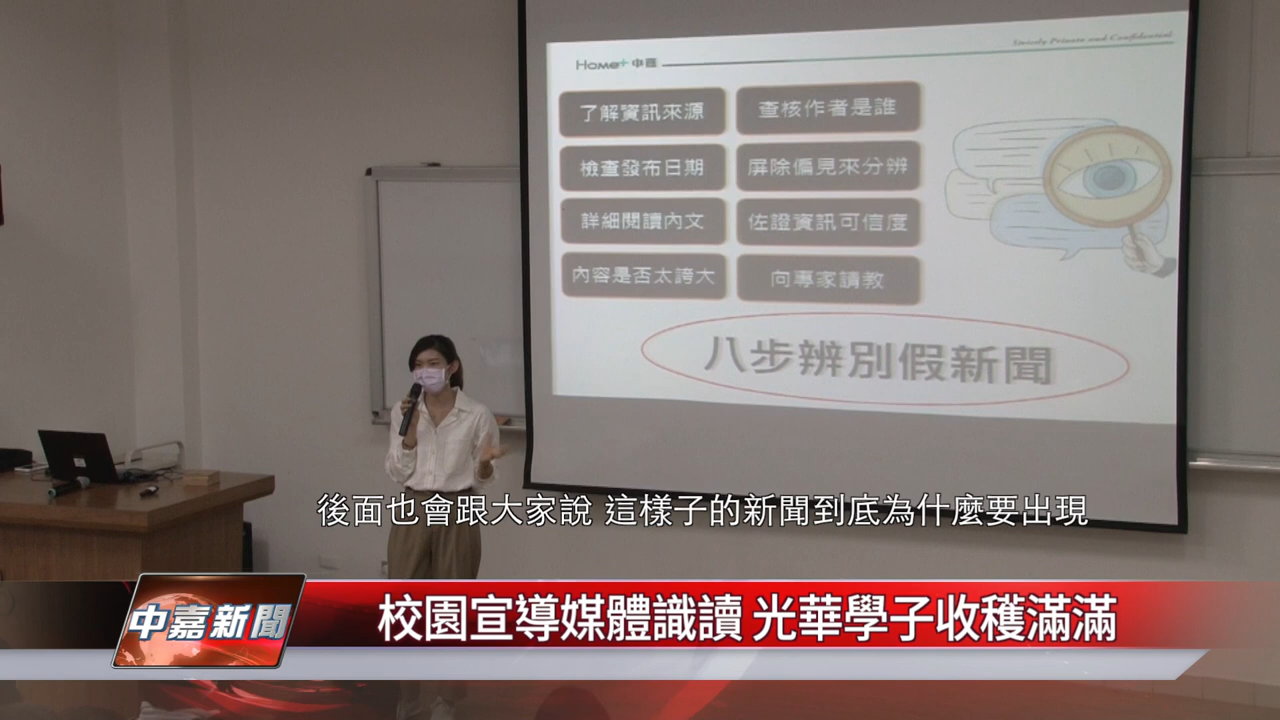 Strictly Private and Confidential
Home+ 中嘉
了解資訊來源
查核作者是誰
檢查發布日期
屏除偏見來分辨
詳細閱讀內文
佐證資訊可信度
內容是否太誇大
向專家請教
八步辨別假新聞
後面也會跟大家說 這樣子的新聞到底為什麼要出現
中嘉新聞
校園宣導媒體識讀 光華學子收穫滿滿